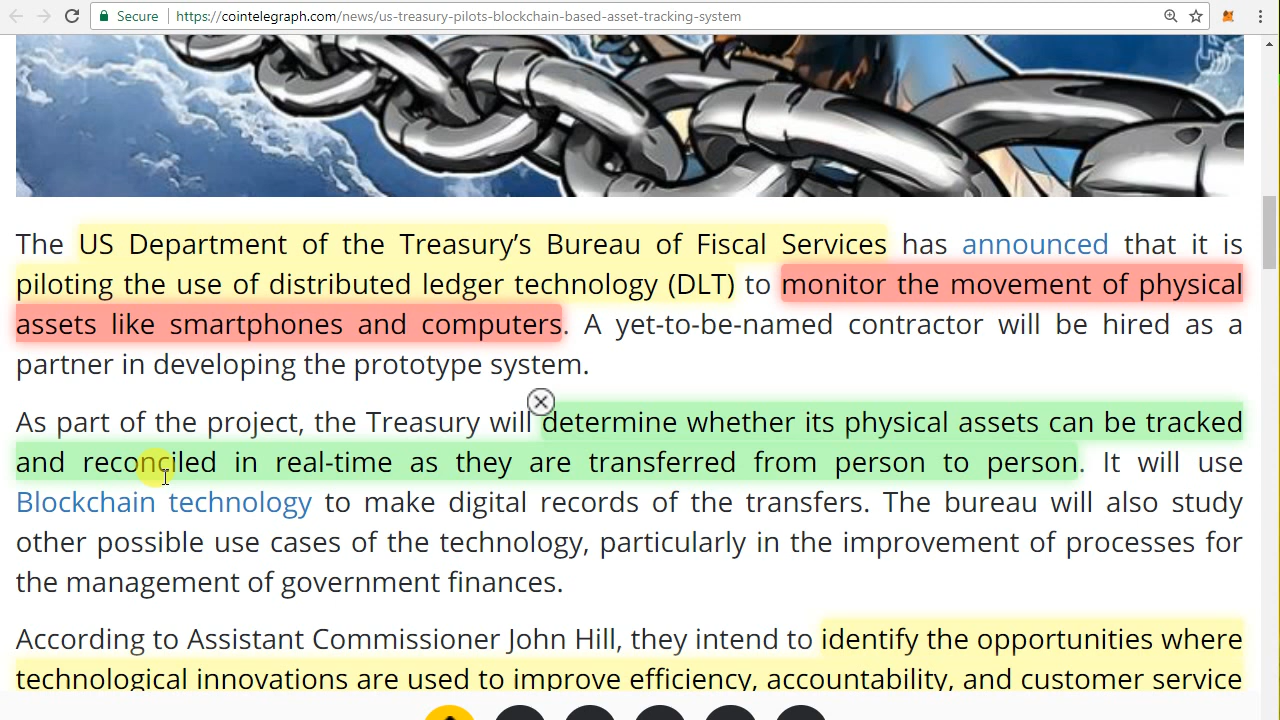 Secure https://cointelegraph.com/news/us-treasury-pilots-blockchain-based-asset-tracking-system
The US Department of the Treasury’s Bureau of Fiscal Services has announced that it is
piloting the use of distributed ledger technology (DLT) to monitor the movement of physical
assets like smartphones and computers. A yet-to-be-named contractor will be hired as a
partner in developing the prototype system.
As part of the project, the Treasury will determine whether its physical assets can be tracked
and reconciled in real-time as they are transferred from person to person. It will use
Blockchain technology to make digital records of the transfers. The bureau will also study
other possible use cases of the technology, particularly in the improvement of processes for
the management of government finances.
According to Assistant Commissioner John Hill, they intend to identify the opportunities where
technological innovations are used to improve efficiency, accountability, and customer service